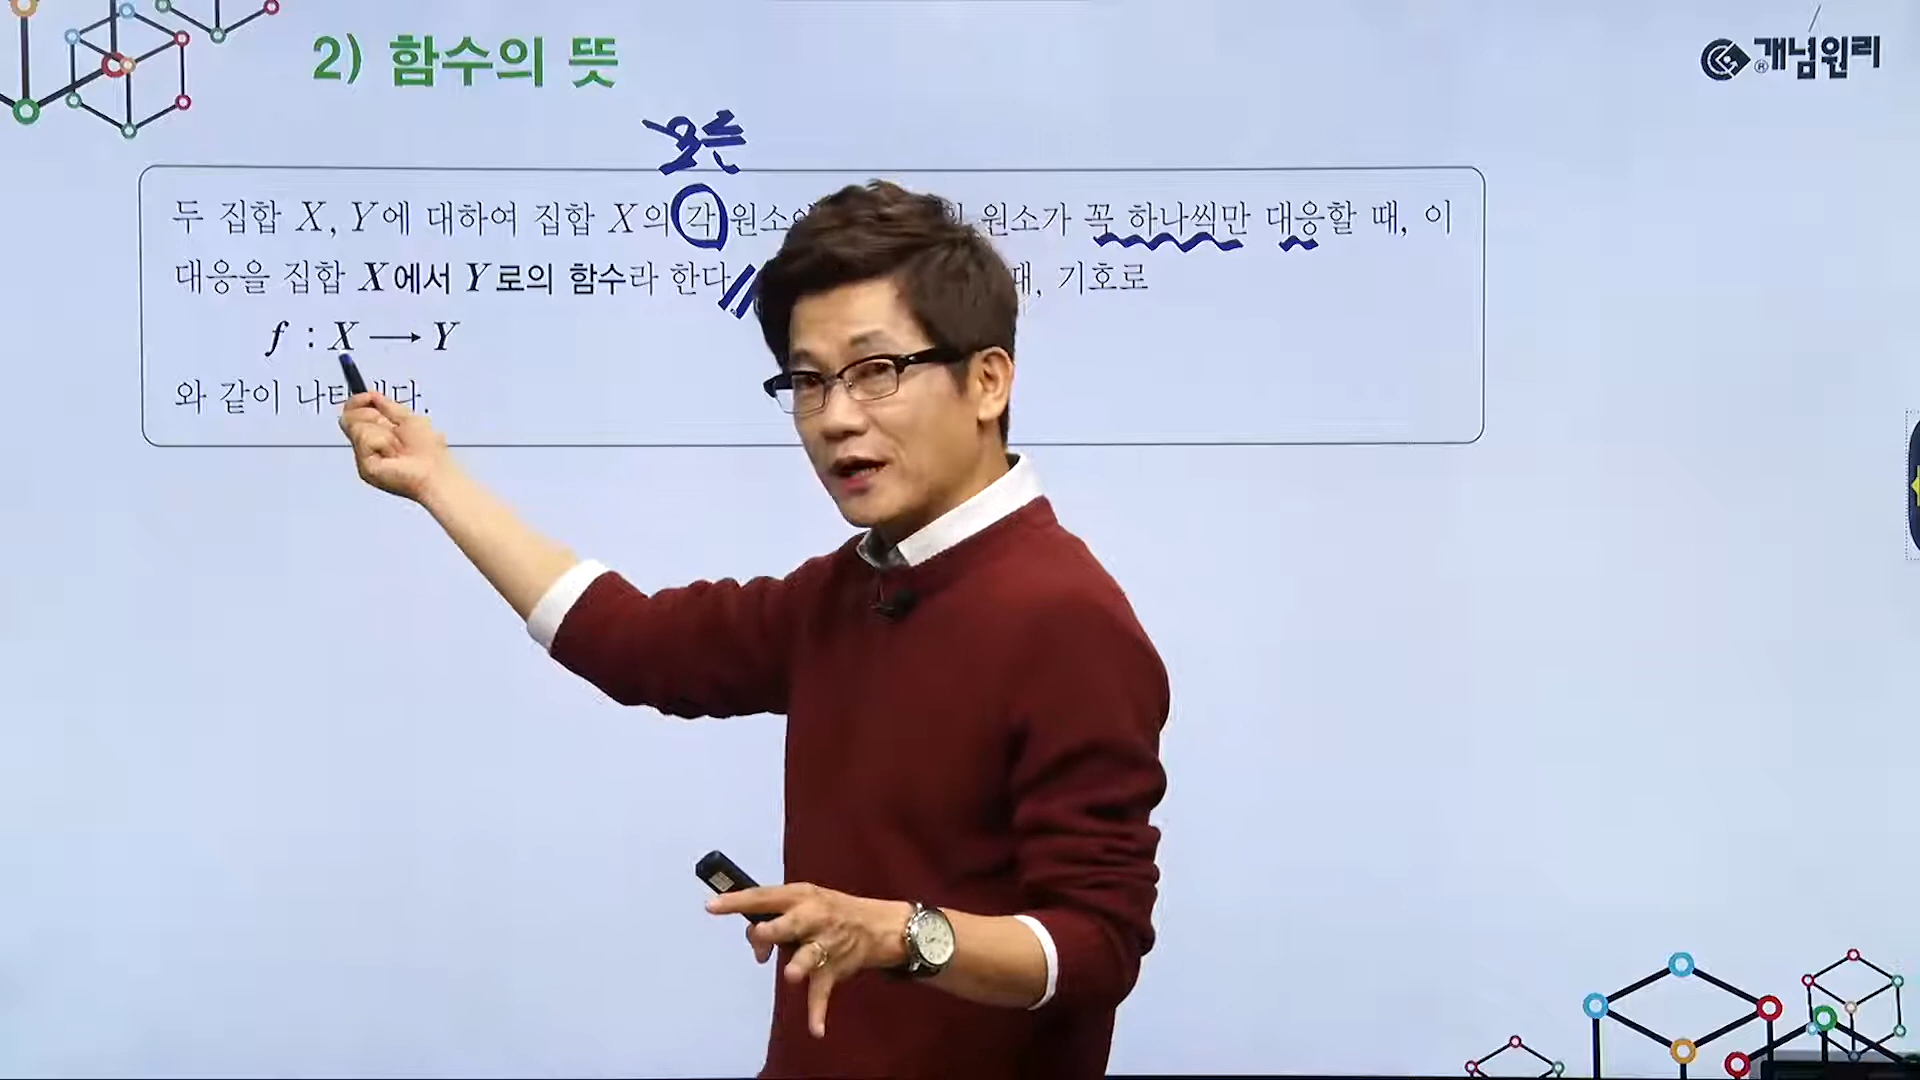 2) 함수의 뜻
개념원리
모든
두 집합 X, Y에 대하여 집합 X의 각 원소에 원소가 꼭 하나씩만 대응할 때, 이
대응을 집합 X에서 Y로의 함수라 한다 때, 기호로
f : X → Y
와 같이 나타낸다.